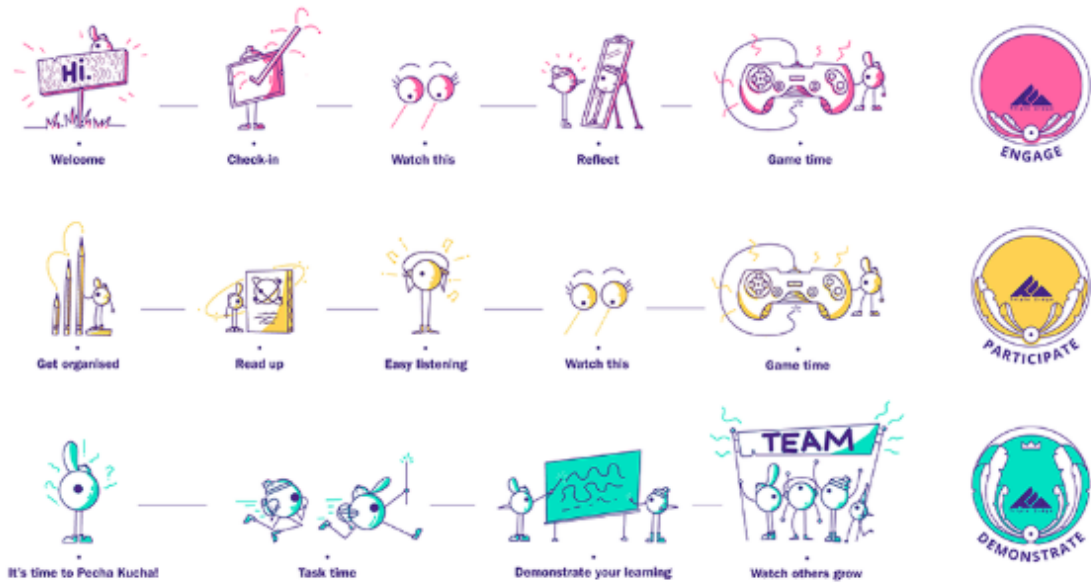 Hi.
Welcome
Check-in
Watch this
Reflect
Game time
ENGAGE
Get organised
Read up
Easy listening
Watch this
Game time
PARTICIPATE
TEAM
It's time to Pecha Kucha!
Task time
Demonstrate your learning
Watch others grow
DEMONSTRATE